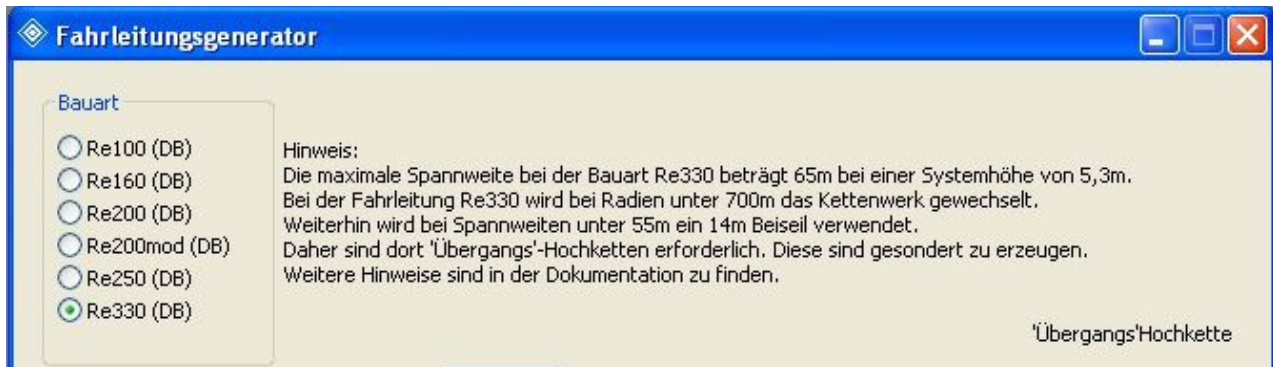 Fahrleitungsgenerator
Bauart
Re100 (DB)
Re160 (DB)
Re200 (DB)
Re200mod (DB)
Re250 (DB)
Re330 (DB)
Hinweis:
Die maximale Spannweite bei der Bauart Re330 beträgt 65m bei einer Systemhöhe von 5,3m.
Bei der Fahrleitung Re330 wird bei Radien unter 700m das Kettenwerk gewechselt.
Weiterhin wird bei Spannweiten unter 55m ein 14m Beiseil verwendet.
Daher sind dort 'Übergangs'-Hochketten erforderlich. Diese sind gesondert zu erzeugen.
Weitere Hinweise sind in der Dokumentation zu finden.
'Übergangs'Hochkette